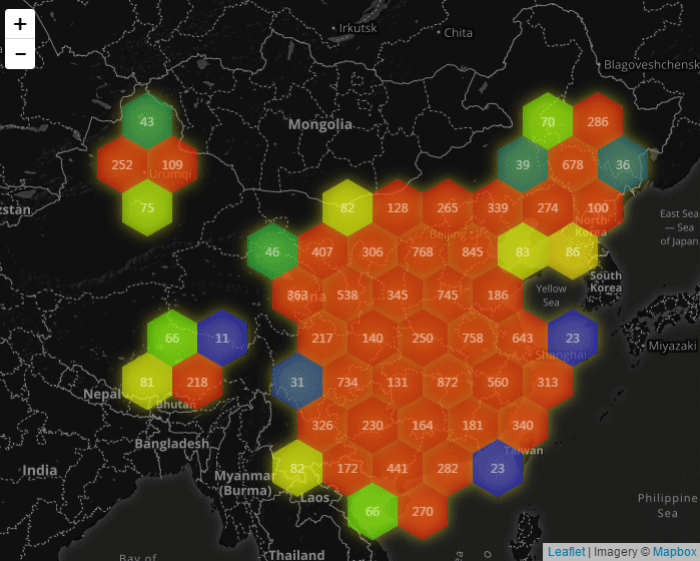 +
−
Irkutsk
Chita
Blagoveshchensk
Mongolia
43
70
286
252
109
39
678
36
Urumqi
75
82
128
265
339
274
100
stan
North
Korea
East Sea
— Sea
of Japan
Beijing
46
407
306
768
845
83
86
South
Korea
363
538
345
745
186
Yellow
Sea
66
11
217
140
250
758
643
23
Miyazaki
Shanghai
81
218
31
734
131
872
560
313
Nepal
Bhutan
326
230
164
181
340
Bangladesh
Taiwan
India
Myanmar
(Burma)
82
172
441
282
23
Laos
66
270
Philippine
Sea
Thailand
Bay of
Leaflet | Imagery © Mapbox